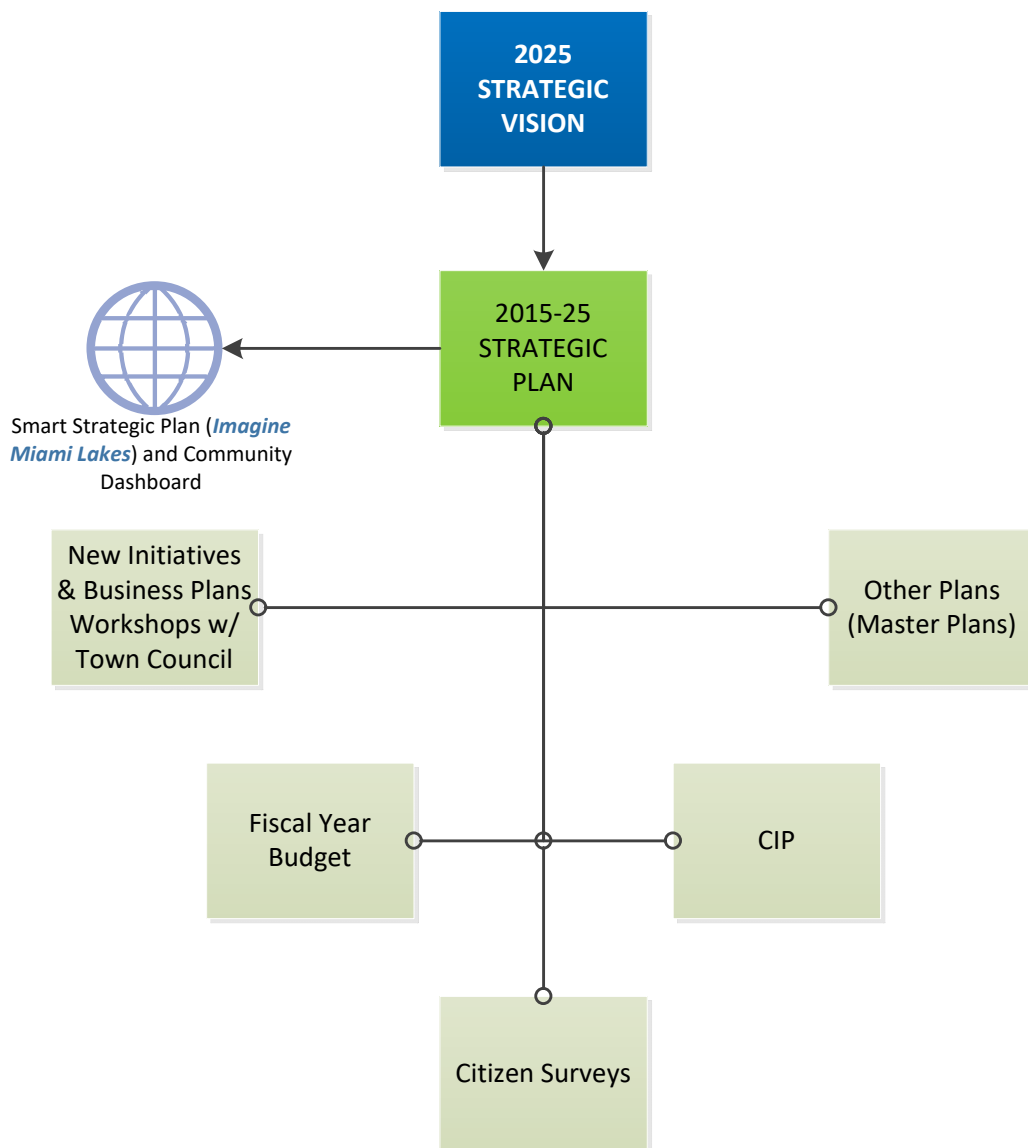 2025
STRATEGIC
VISION
2015-25
STRATEGIC
PLAN
Smart Strategic Plan (Imagine
Miami Lakes) and Community
Dashboard
New Initiatives
& Business Plans
Workshops w/
Town Council
Other Plans
(Master Plans)
Fiscal Year
Budget
CIP
Citizen Surveys